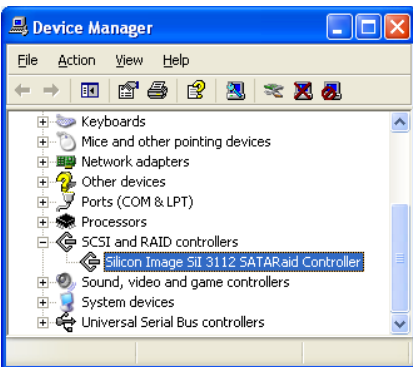 Device Manager
File Action View Help
Keyboards
Mice and other pointing devices
Network adapters
Other devices
Ports (COM & LPT)
Processors
SCSI and RAID controllers
Silicon Image SiI 3112 SATARaid Controller
Sound, video and game controllers
System devices
Universal Serial Bus controllers